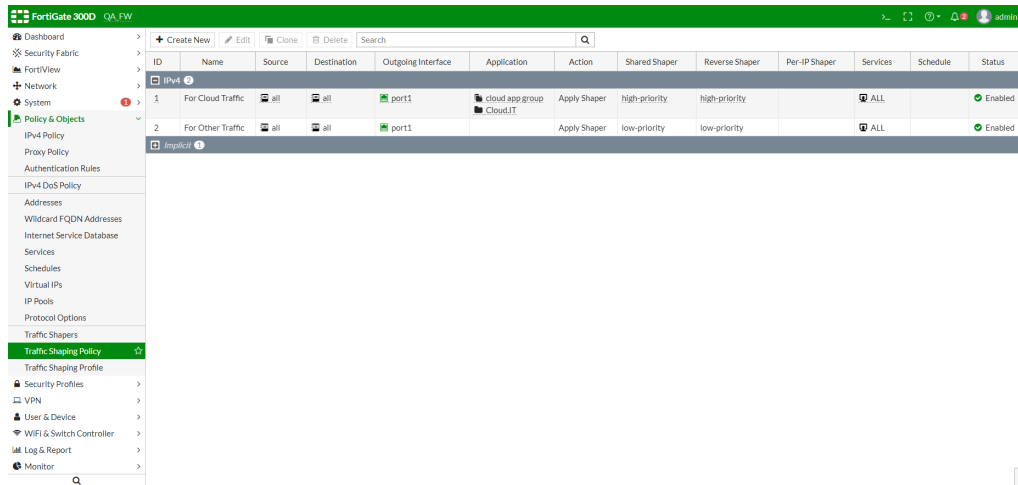 FortiGate 300D QA_FW
>_ 2 admin
Dashboard
Security Fabric
FortiView
Network
System 1
Policy & Objects
IPv4 Policy
Proxy Policy
Authentication Rules
IPv4 DoS Policy
Addresses
Wildcard FQDN Addresses
Internet Service Database
Services
Schedules
Virtual IPs
IP Pools
Protocol Options
Traffic Shapers
Traffic Shaping Policy
Traffic Shaping Profile
Security Profiles
VPN
User & Device
WiFi & Switch Controller
Log & Report
Monitor
+ Create New Edit Clone Delete Search
ID Name Source Destination Outgoing Interface Application Action Shared Shaper Reverse Shaper Per-IP Shaper Services Schedule Status
IPv4 2
1 For Cloud Traffic all all port1 cloud app group Apply Shaper high-priority high-priority ALL Enabled
Cloud.IT
2 For Other Traffic all all port1 Apply Shaper low-priority low-priority ALL Enabled
Implicit 1